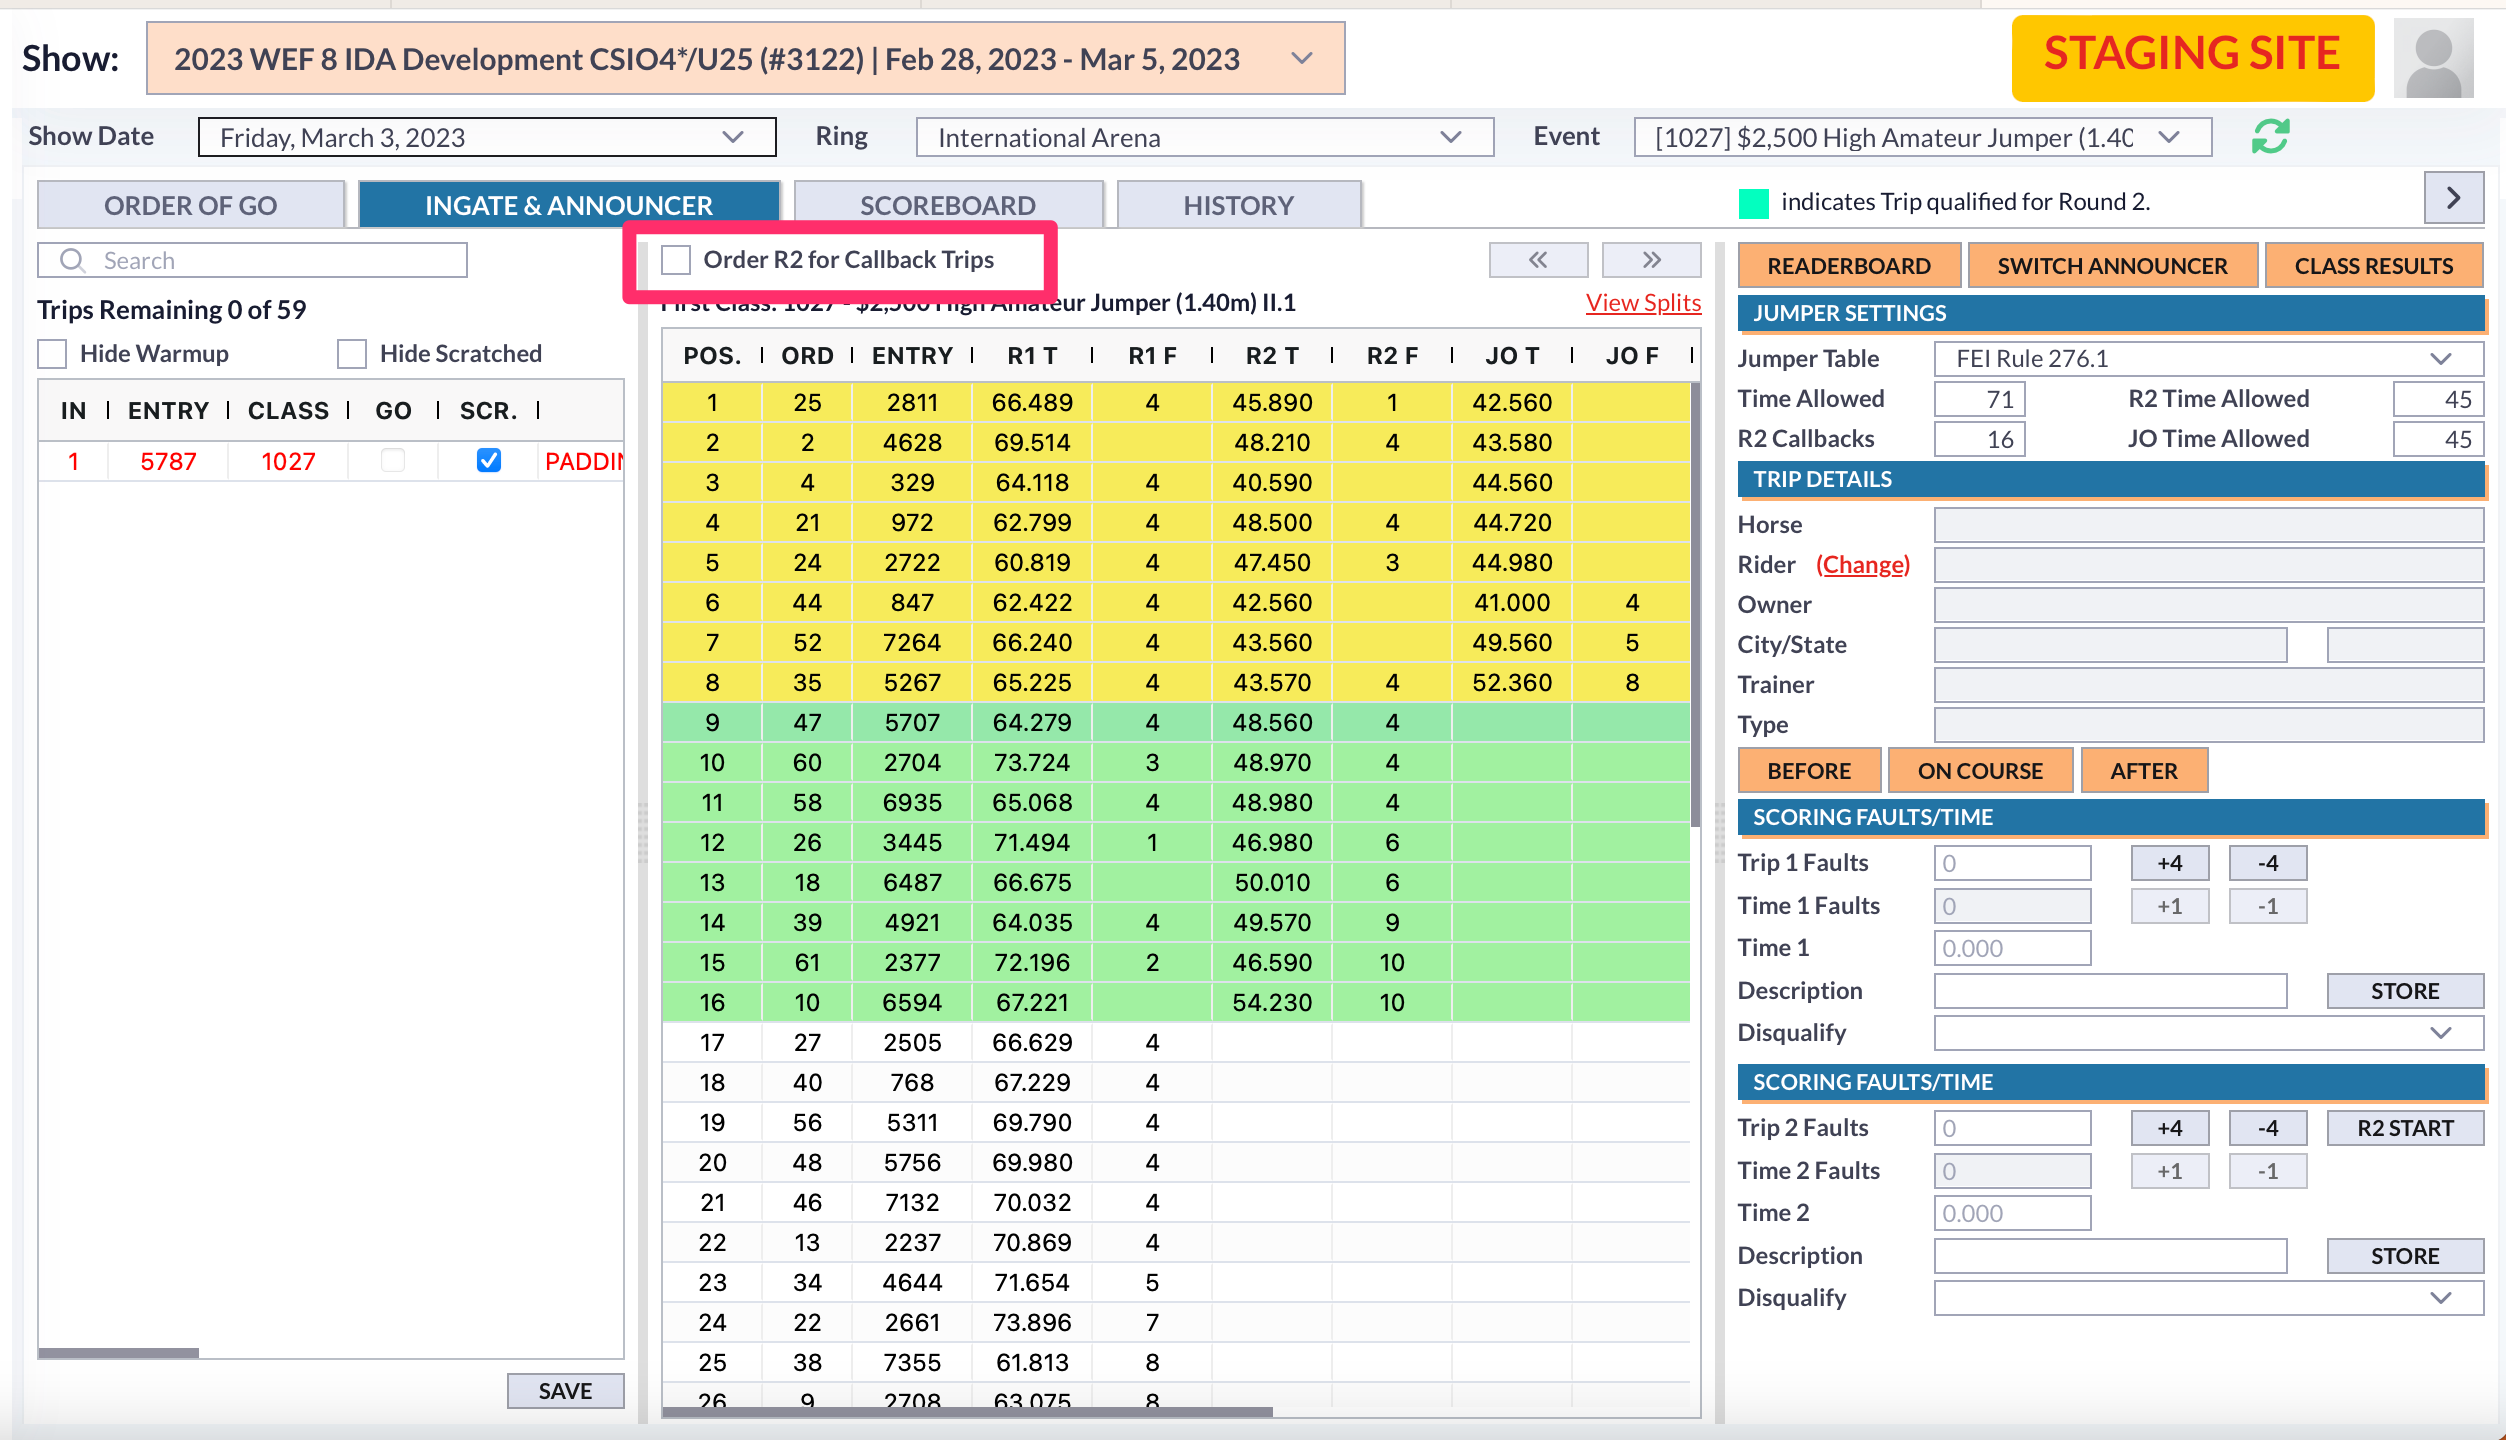 Show: 2023 WEF 8 IDA Development CSIO4*/U25 (#3122) | Feb 28, 2023 - Mar 5, 2023 STAGING SITE
Show Date Friday, March 3, 2023 Ring International Arena Event [1027] $2,500 High Amateur Jumper (1.40
ORDER OF GO INGATE & ANNOUNCER SCOREBOARD HISTORY indicates Trip qualified for Round 2.
Search
Trips Remaining 0 of 59
Hide Warmup Hide Scratched
IN ENTRY CLASS GO SCR.
1 5787 1027 PADDIN
SAVE
Order R2 for Callback Trips
First Class: 1027 - $2,500 High Amateur Jumper (1.40m) II.1 View Splits
POS. ORD ENTRY R1 T R1 F R2 T R2 F JO T JO F
1 25 2811 66.489 4 45.890 1 42.560
2 2 4628 69.514 48.210 4 43.580
3 4 329 64.118 4 40.590 44.560
4 21 972 62.799 4 48.500 4 44.720
5 24 2722 60.819 4 47.450 3 44.980
6 44 847 62.422 4 42.560 41.000 4
7 52 7264 66.240 4 43.560 49.560 5
8 35 5267 65.225 4 43.570 4 52.360 8
9 47 5707 64.279 4 48.560 4
10 60 2704 73.724 3 48.970 4
11 58 6935 65.068 4 48.980 4
12 26 3445 71.494 1 46.980 6
13 18 6487 66.675 50.010 6
14 39 4921 64.035 4 49.570 9
15 61 2377 72.196 2 46.590 10
16 10 6594 67.221 54.230 10
17 27 2505 66.629 4
18 40 768 67.229 4
19 56 5311 69.790 4
20 48 5756 69.980 4
21 46 7132 70.032 4
22 13 2237 70.869 4
23 34 4644 71.654 5
24 22 2661 73.896 7
25 38 7355 61.813 8
26 9 2708 63.075 8
READERBOARD SWITCH ANNOUNCER CLASS RESULTS
JUMPER SETTINGS
Jumper Table FEI Rule 276.1
Time Allowed 71 R2 Time Allowed 45
R2 Callbacks 16 JO Time Allowed 45
TRIP DETAILS
Horse
Rider (Change)
Owner
City/State
Trainer
Type
BEFORE ON COURSE AFTER
SCORING FAULTS/TIME
Trip 1 Faults 0 +4 -4
Time 1 Faults 0 +1 -1
Time 1 0.000
Description STORE
Disqualify
SCORING FAULTS/TIME
Trip 2 Faults 0 +4 -4 R2 START
Time 2 Faults 0 +1 -1
Time 2 0.000
Description STORE
Disqualify